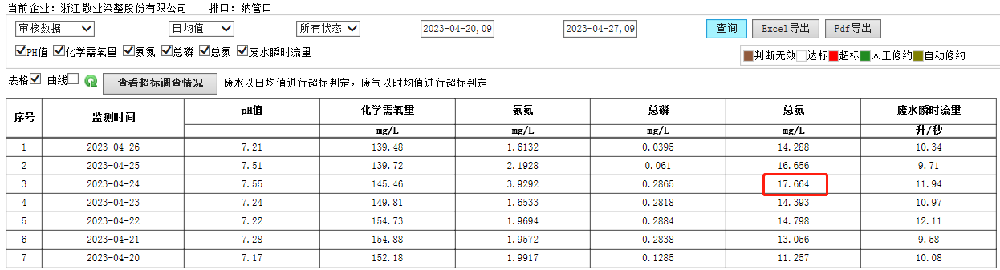 当前企业: 浙江敬业染整股份有限公司 排口: 纳管口
审核数据 日均值 所有状态 2023-04-20,09 2023-04-27,09 查询 Excel导出 Pdf导出
PH值 化学需氧量 氨氮 总磷 总氮 废水瞬时流量
判断无效 达标 超标 人工修约 自动修约
表格 曲线 查看超标调查情况 废水以日均值进行超标判定，废气以时均值进行超标判定
序号 监测时间 pH值 化学需氧量 氨氮 总磷 总氮 废水瞬时流量
mg/L mg/L mg/L mg/L 升/秒
1 2023-04-26 7.21 139.48 1.6132 0.0395 14.288 10.34
2 2023-04-25 7.51 139.72 2.1928 0.061 16.656 9.71
3 2023-04-24 7.55 145.46 3.9292 0.2865 17.664 11.94
4 2023-04-23 7.24 149.81 1.6533 0.2818 14.393 10.97
5 2023-04-22 7.22 154.73 1.9694 0.2884 14.798 12.11
6 2023-04-21 7.28 154.88 1.9572 0.2838 13.056 9.58
7 2023-04-20 7.17 152.18 1.9917 0.1285 11.257 10.08